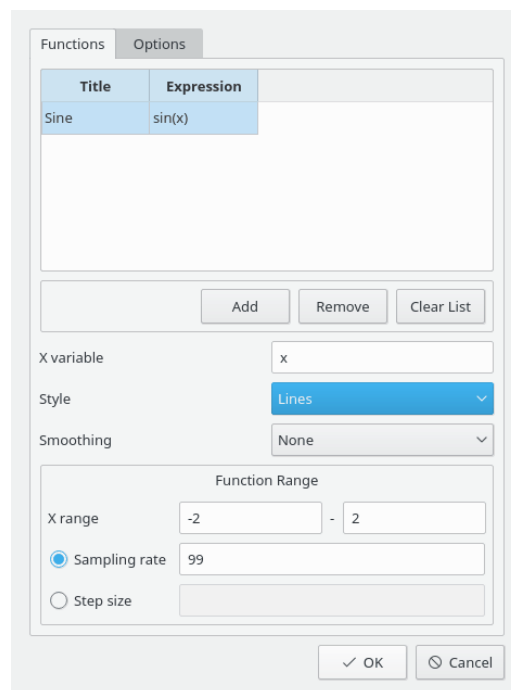 Functions Options
Title Expression
Sine sin(x)
Add Remove Clear List
X variable x
Style Lines
Smoothing None
Function Range
X range -2 - 2
Sampling rate 99
Step size
OK Cancel